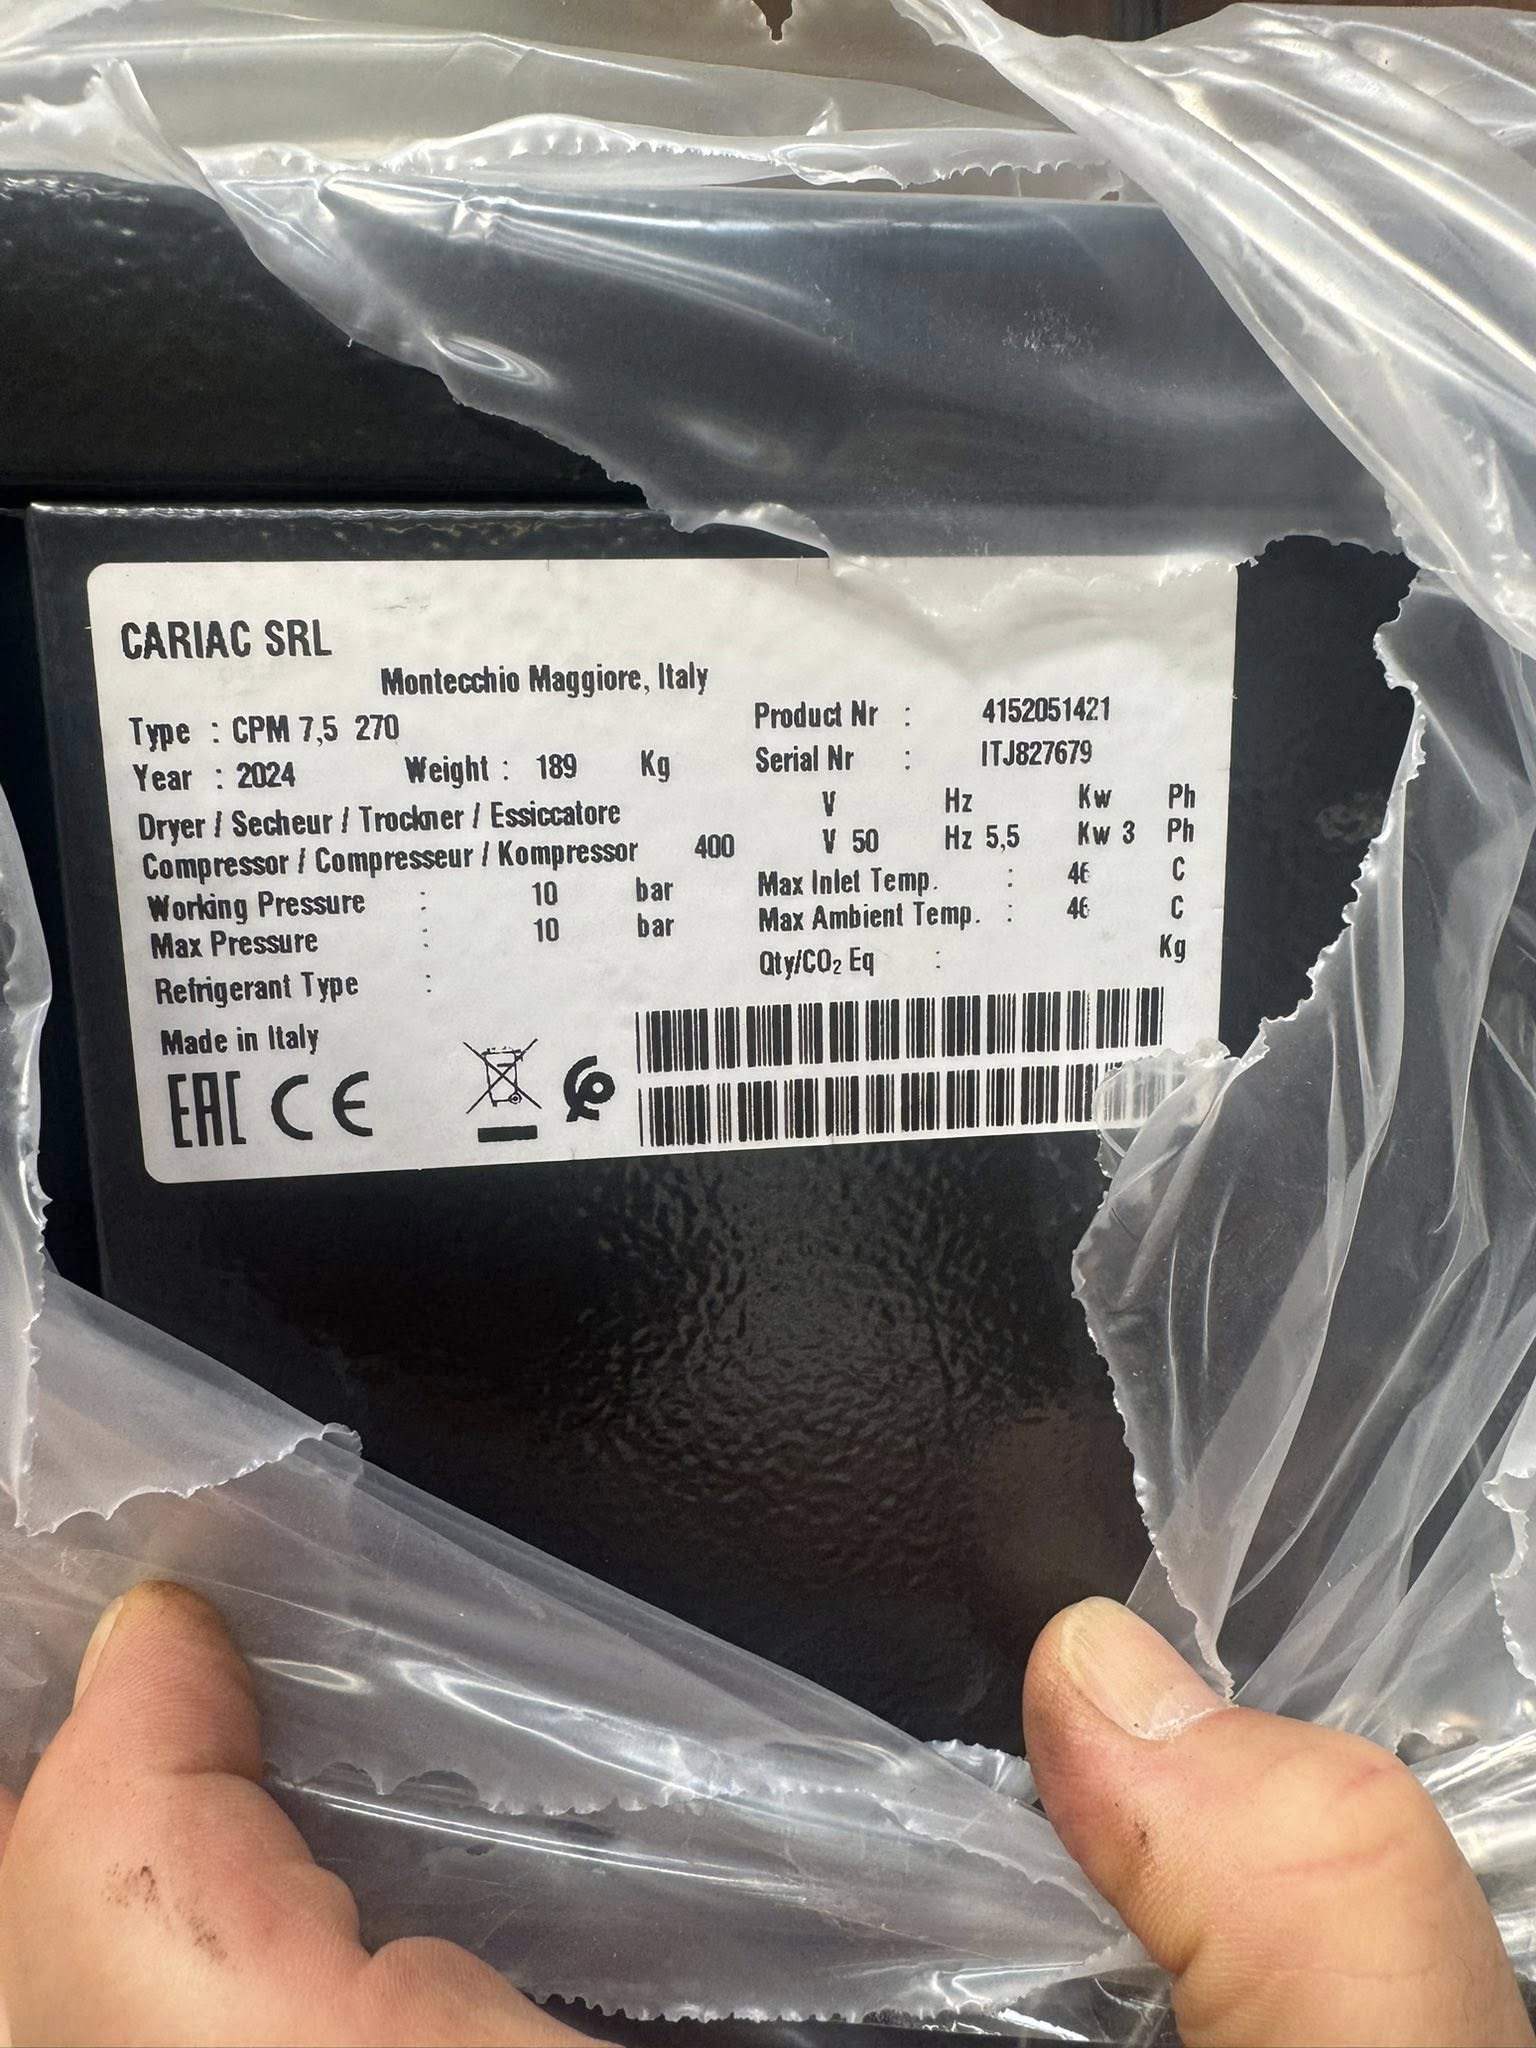 CARIAC SRL
Montecchio Maggiore, Italy
Type : CPM 7,5 270
Product Nr : 4152051421
Year : 2024 Weight : 189 Kg
Serial Nr : ITJ827679
Dryer / Secheur / Trockner / Essiccatore V Hz Kw Ph
Compressor / Compresseur / Kompressor 400 V 50 Hz 5,5 Kw 3 Ph
Working Pressure : 10 bar
Max Inlet Temp. : 46 C
Max Pressure : 10 bar
Max Ambient Temp. : 46 C
Refrigerant Type :
Qty/CO₂ Eq : Kg
Made in Italy
EAC CE